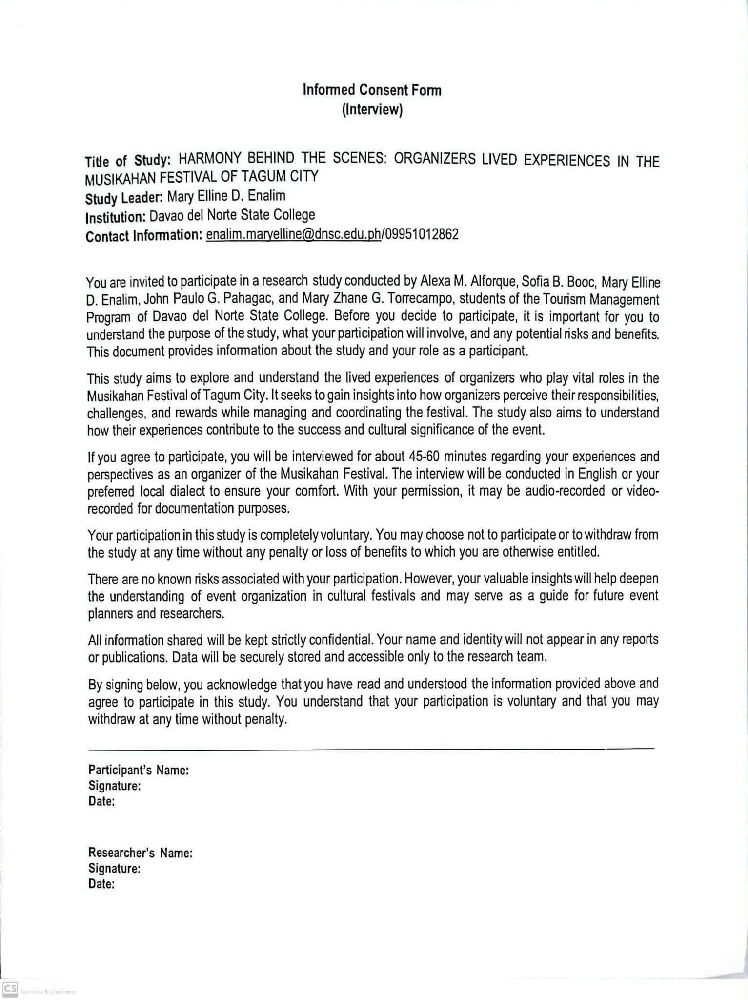 Informed Consent Form
(Interview)
Title of Study: HARMONY BEHIND THE SCENES: ORGANIZERS LIVED EXPERIENCES IN THE
MUSIKAHAN FESTIVAL OF TAGUM CITY
Study Leader: Mary Elline D. Enalim
Institution: Davao del Norte State College
Contact Information: enalim.maryelline@dnsc.edu.ph/09951012862
You are invited to participate in a research study conducted by Alexa M. Alforque, Sofia B. Booc, Mary Elline
D. Enalim, John Paulo G. Pahagac, and Mary Zhane G. Torrecampo, students of the Tourism Management
Program of Davao del Norte State College. Before you decide to participate, it is important for you to
understand the purpose of the study, what your participation will involve, and any potential risks and benefits.
This document provides information about the study and your role as a participant.
This study aims to explore and understand the lived experiences of organizers who play vital roles in the
Musikahan Festival of Tagum City. It seeks to gain insights into how organizers perceive their responsibilities,
challenges, and rewards while managing and coordinating the festival. The study also aims to understand
how their experiences contribute to the success and cultural significance of the event.
If you agree to participate, you will be interviewed for about 45-60 minutes regarding your experiences and
perspectives as an organizer of the Musikahan Festival. The interview will be conducted in English or your
preferred local dialect to ensure your comfort. With your permission, it may be audio-recorded or video-
recorded for documentation purposes.
Your participation in this study is completely voluntary. You may choose not to participate or to withdraw from
the study at any time without any penalty or loss of benefits to which you are otherwise entitled.
There are no known risks associated with your participation. However, your valuable insights will help deepen
the understanding of event organization in cultural festivals and may serve as a guide for future event
planners and researchers.
All information shared will be kept strictly confidential. Your name and identity will not appear in any reports
or publications. Data will be securely stored and accessible only to the research team.
By signing below, you acknowledge that you have read and understood the information provided above and
agree to participate in this study. You understand that your participation is voluntary and that you may
withdraw at any time without penalty.
Participant's Name:
Signature:
Date:
Researcher's Name:
Signature:
Date:
CS Scanned with CamScanner